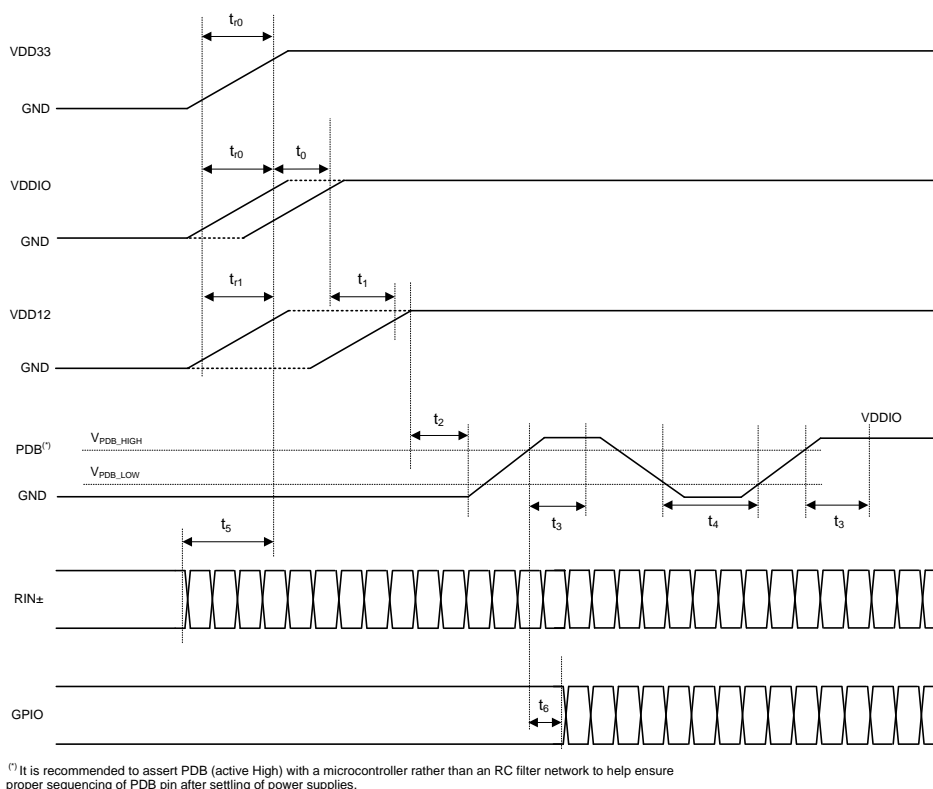 tr0
VDD33
GND
tr0
t0
VDDIO
GND
tr1
t1
VDD12
GND
t2
VDDIO
VPDB_HIGH
PDB(*)
VPDB_LOW
GND
t3
t4
t3
t5
RIN±
GPIO
t6
(*) It is recommended to assert PDB (active High) with a microcontroller rather than an RC filter network to help ensure
proper sequencing of PDB pin after settling of power supplies.